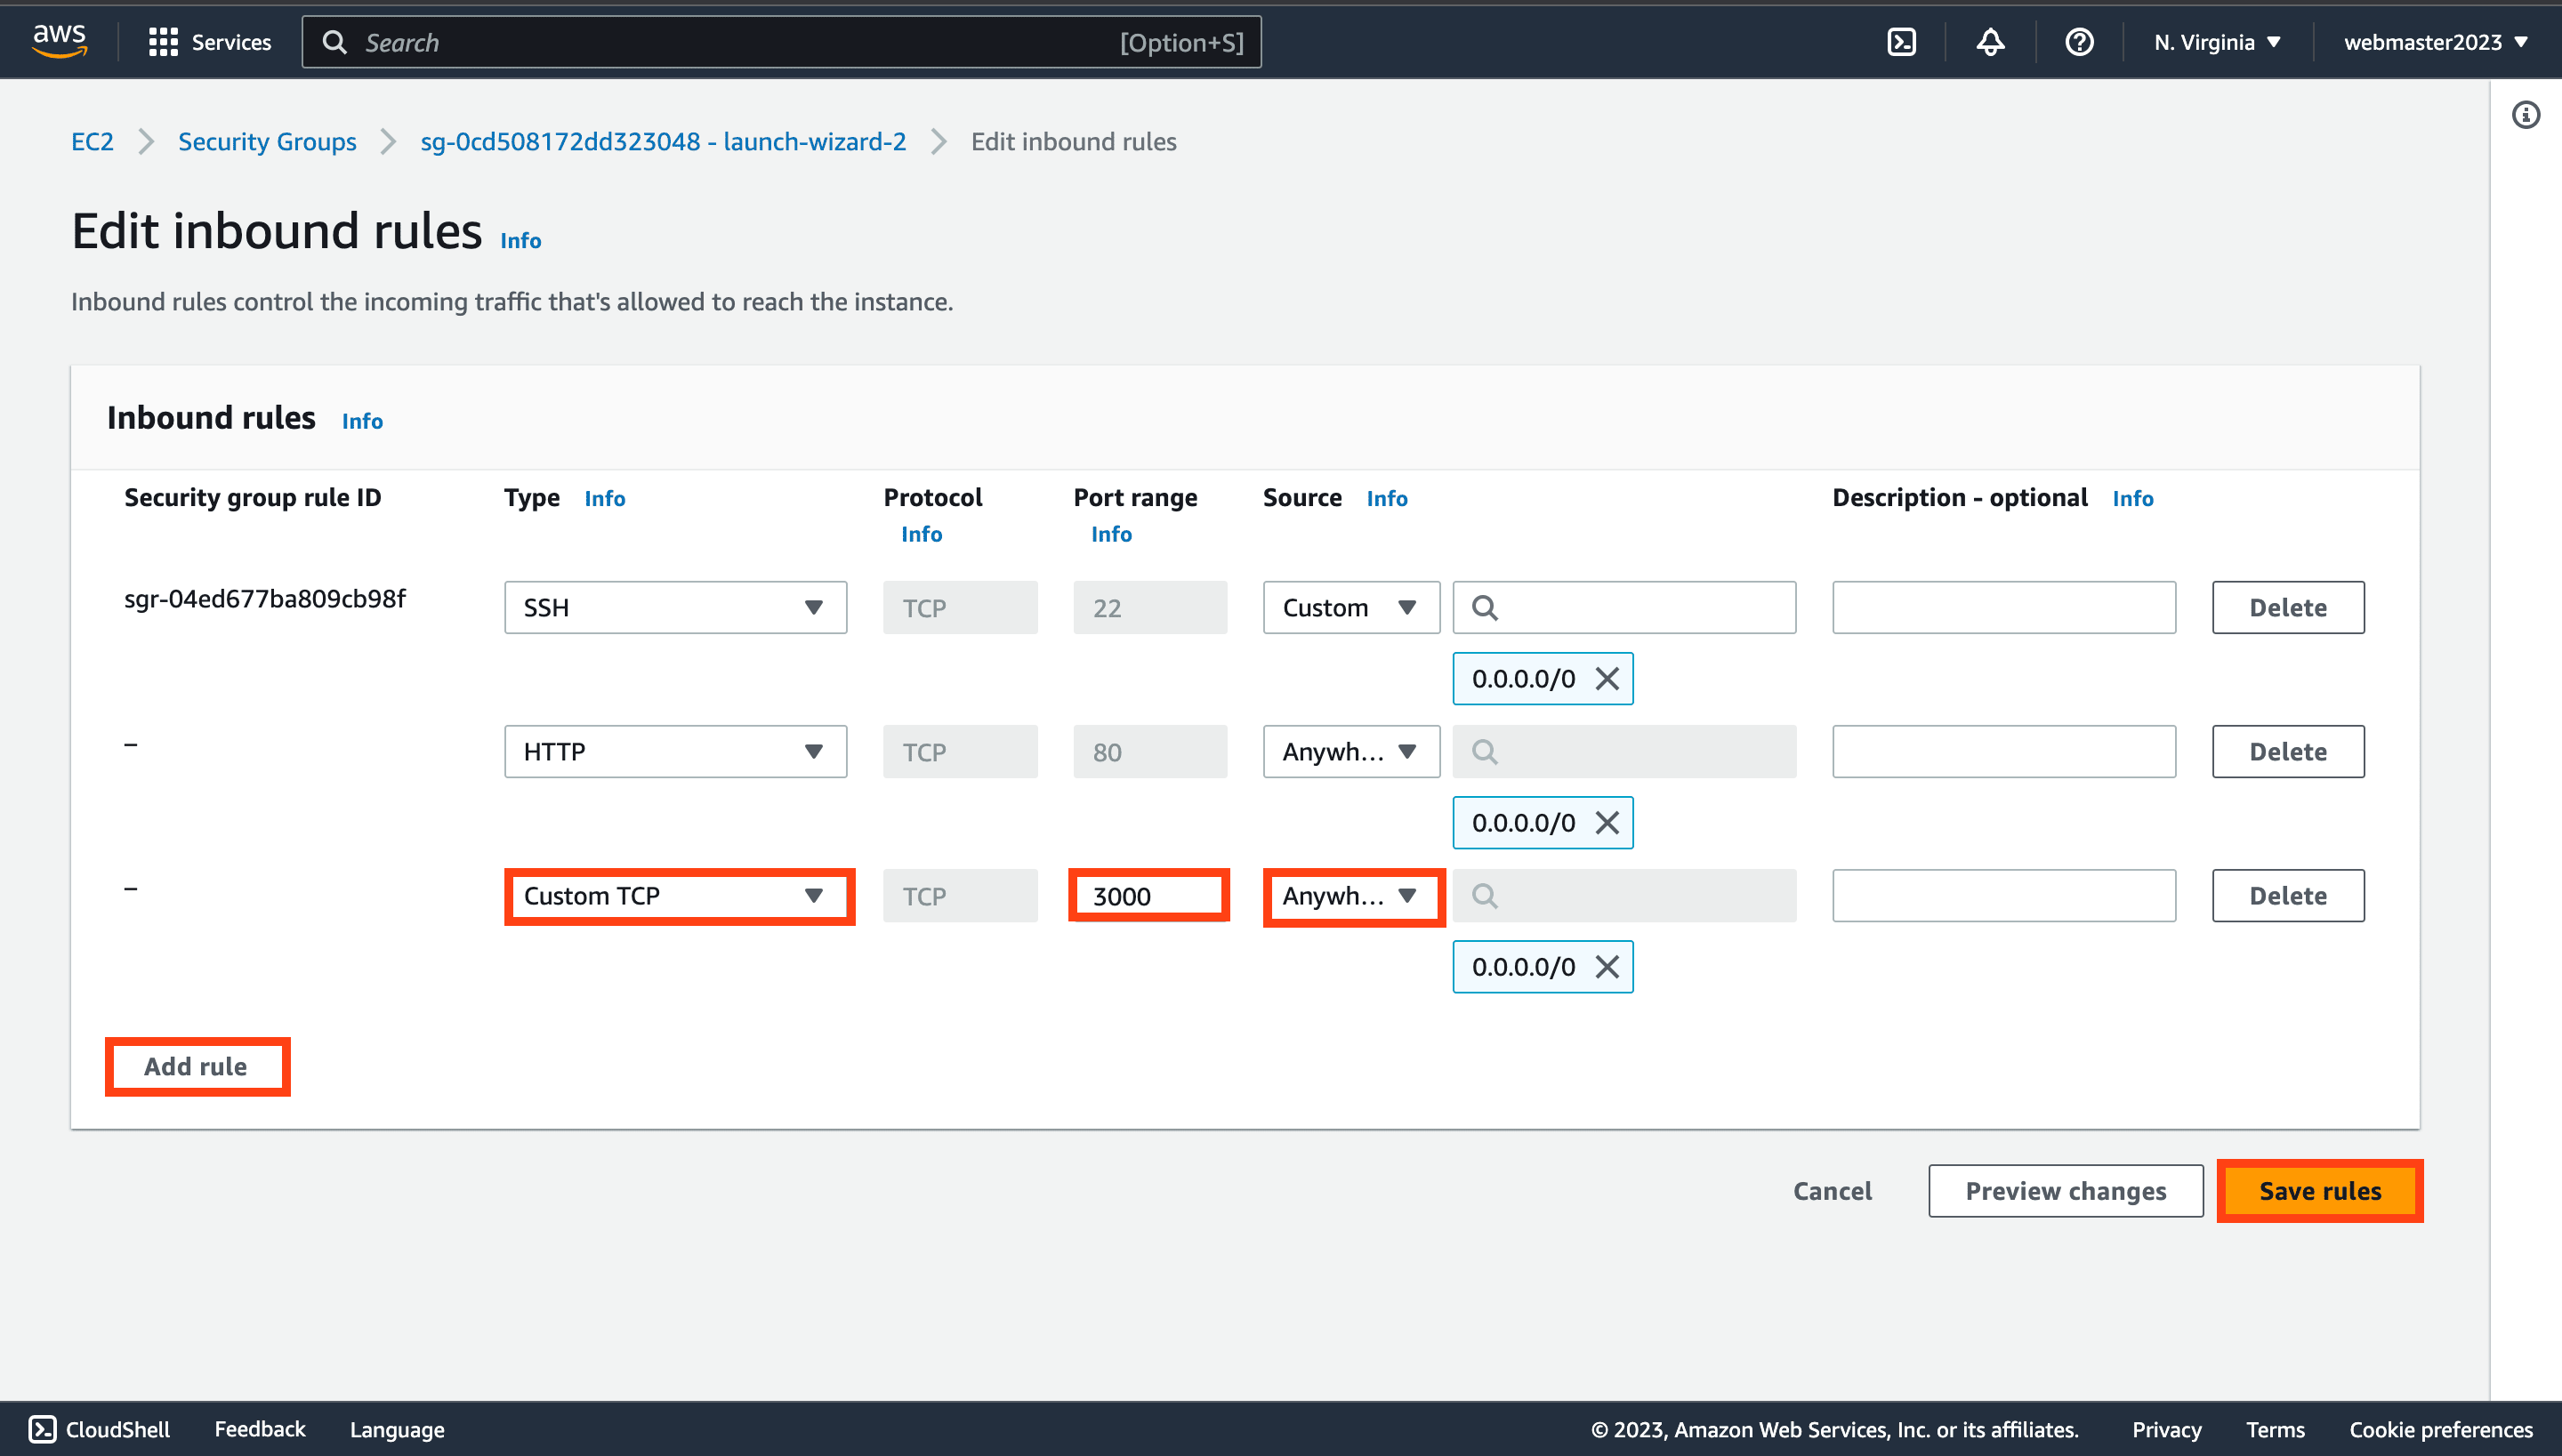 aws Services Search [Option+S] N. Virginia webmaster2023
EC2 Security Groups sg-0cd508172dd323048 - launch-wizard-2 Edit inbound rules
Edit inbound rules Info
Inbound rules control the incoming traffic that's allowed to reach the instance.
Inbound rules Info
Security group rule ID Type Info Protocol Info Port range Info Source Info Description - optional Info
sgr-04ed677ba809cb98f SSH TCP 22 Custom Delete
0.0.0.0/0
– HTTP TCP 80 Anywh... Delete
0.0.0.0/0
– Custom TCP TCP 3000 Anywh... Delete
0.0.0.0/0
Add rule
Cancel Preview changes Save rules
CloudShell Feedback Language © 2023, Amazon Web Services, Inc. or its affiliates. Privacy Terms Cookie preferences